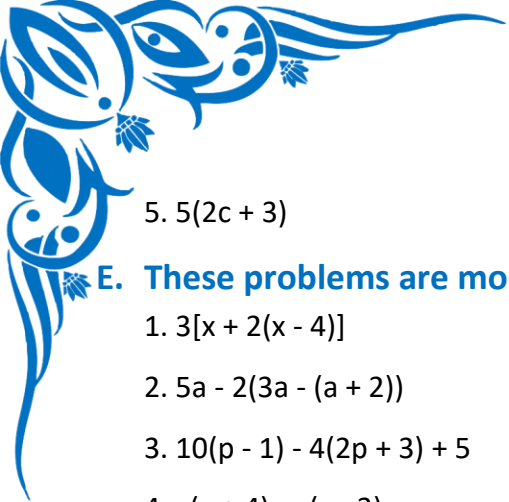 5. 5(2c + 3)
E. These problems are mo
1. 3[x + 2(x - 4)]
2. 5a - 2(3a - (a + 2))
3. 10(p - 1) - 4(2p + 3) + 5